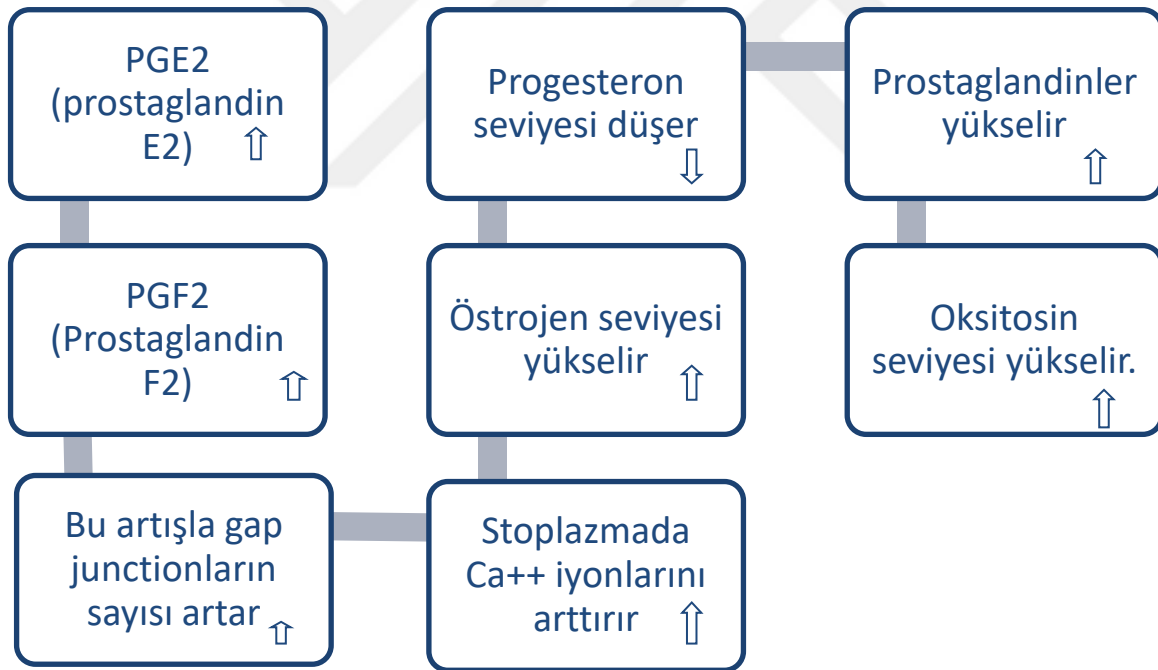 PGE2
(prostaglandin
E2)
PGF2
(Prostaglandin
F2)
Bu artışla gap
junctionların
sayısı artar
Stoplazmada
Ca++ iyonlarını
arttırır
Östrojen seviyesi
yükselir
Progesteron
seviyesi düşer
Prostaglandinler
yükselir
Oksitosin
seviyesi yükselir.